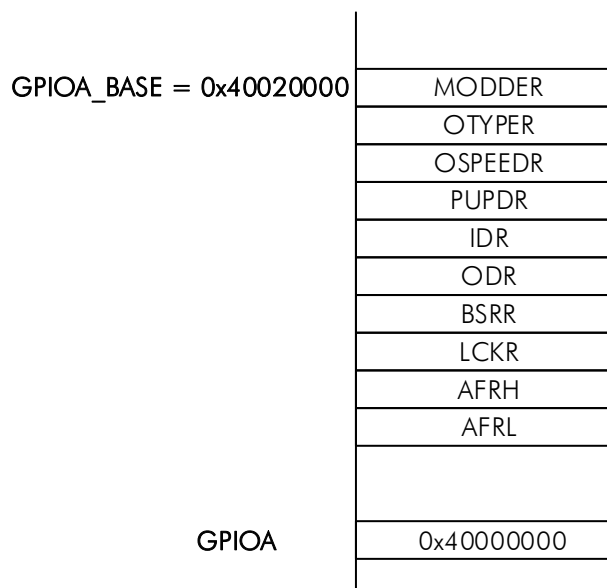 GPIOA_BASE = 0x40020000 MODDER
OTYPER
OSPEEDR
PUPDR
IDR
ODR
BSRR
LCKR
AFRH
AFRL
GPIOA 0x40000000